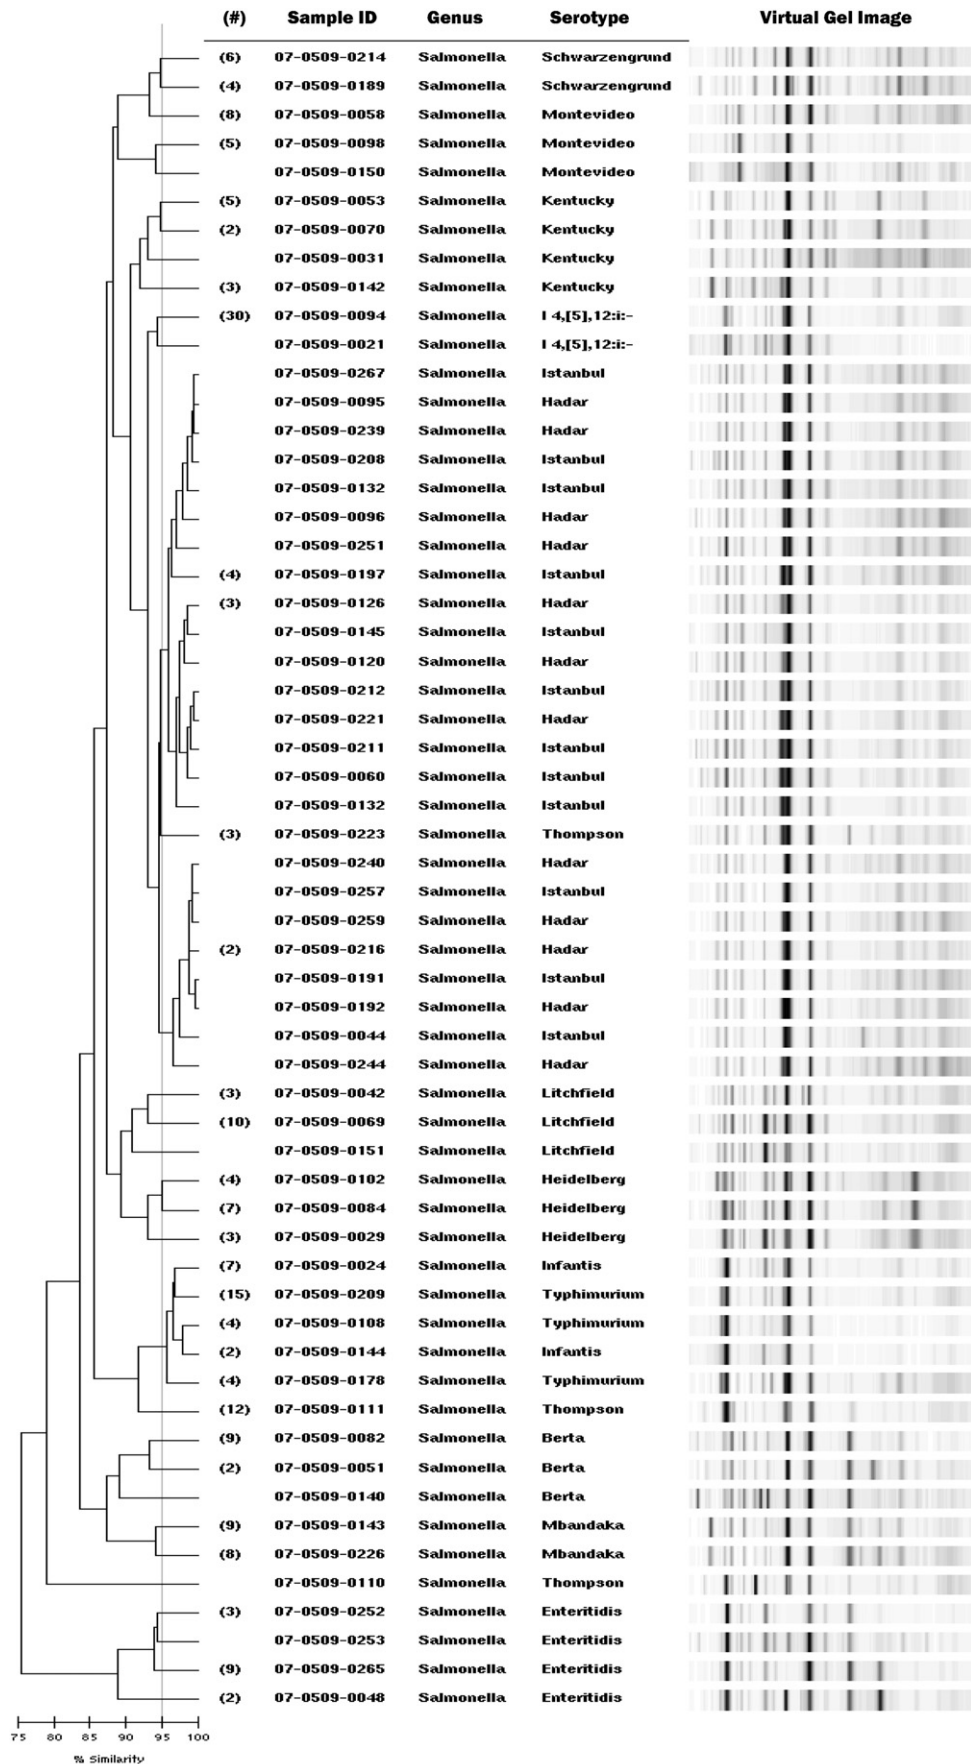 (#) Sample ID Genus Serotype Virtual Gel Image
(6) 07-0509-0214 Salmonella Schwarzengrund
(4) 07-0509-0189 Salmonella Schwarzengrund
(8) 07-0509-0058 Salmonella Montevideo
(5) 07-0509-0098 Salmonella Montevideo
07-0509-0150 Salmonella Montevideo
(5) 07-0509-0053 Salmonella Kentucky
(2) 07-0509-0070 Salmonella Kentucky
07-0509-0031 Salmonella Kentucky
(3) 07-0509-0142 Salmonella Kentucky
(30) 07-0509-0094 Salmonella I 4,[5],12:i:-
07-0509-0021 Salmonella I 4,[5],12:i:-
07-0509-0267 Salmonella Istanbul
07-0509-0095 Salmonella Hadar
07-0509-0239 Salmonella Hadar
07-0509-0208 Salmonella Istanbul
07-0509-0132 Salmonella Istanbul
07-0509-0096 Salmonella Hadar
07-0509-0251 Salmonella Hadar
(4) 07-0509-0197 Salmonella Istanbul
(3) 07-0509-0126 Salmonella Hadar
07-0509-0145 Salmonella Istanbul
07-0509-0120 Salmonella Hadar
07-0509-0212 Salmonella Istanbul
07-0509-0221 Salmonella Hadar
07-0509-0211 Salmonella Istanbul
07-0509-0060 Salmonella Istanbul
07-0509-0132 Salmonella Istanbul
(3) 07-0509-0223 Salmonella Thompson
07-0509-0240 Salmonella Hadar
07-0509-0257 Salmonella Istanbul
07-0509-0259 Salmonella Hadar
(2) 07-0509-0216 Salmonella Hadar
07-0509-0191 Salmonella Istanbul
07-0509-0192 Salmonella Hadar
07-0509-0044 Salmonella Istanbul
07-0509-0244 Salmonella Hadar
(3) 07-0509-0042 Salmonella Litchfield
(10) 07-0509-0069 Salmonella Litchfield
07-0509-0151 Salmonella Litchfield
(4) 07-0509-0102 Salmonella Heidelberg
(7) 07-0509-0084 Salmonella Heidelberg
(3) 07-0509-0029 Salmonella Heidelberg
(7) 07-0509-0024 Salmonella Infantis
(15) 07-0509-0209 Salmonella Typhimurium
(4) 07-0509-0108 Salmonella Typhimurium
(2) 07-0509-0144 Salmonella Infantis
(4) 07-0509-0178 Salmonella Typhimurium
(12) 07-0509-0111 Salmonella Thompson
(9) 07-0509-0082 Salmonella Berta
(2) 07-0509-0051 Salmonella Berta
07-0509-0140 Salmonella Berta
(9) 07-0509-0143 Salmonella Mbandaka
(8) 07-0509-0226 Salmonella Mbandaka
07-0509-0110 Salmonella Thompson
(3) 07-0509-0252 Salmonella Enteritidis
07-0509-0253 Salmonella Enteritidis
(9) 07-0509-0265 Salmonella Enteritidis
(2) 07-0509-0048 Salmonella Enteritidis
75 80 85 90 95 100
% Similarity